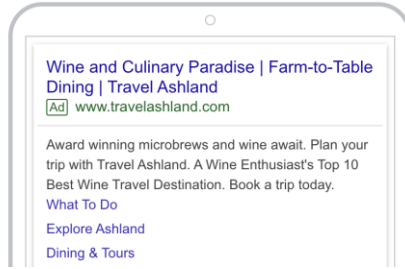 Wine and Culinary Paradise | Farm-to-Table
Dining | Travel Ashland
Ad www.travelashland.com
Award winning microbrews and wine await. Plan your
trip with Travel Ashland. A Wine Enthusiast's Top 10
Best Wine Travel Destination. Book a trip today.
What To Do
Explore Ashland
Dining & Tours